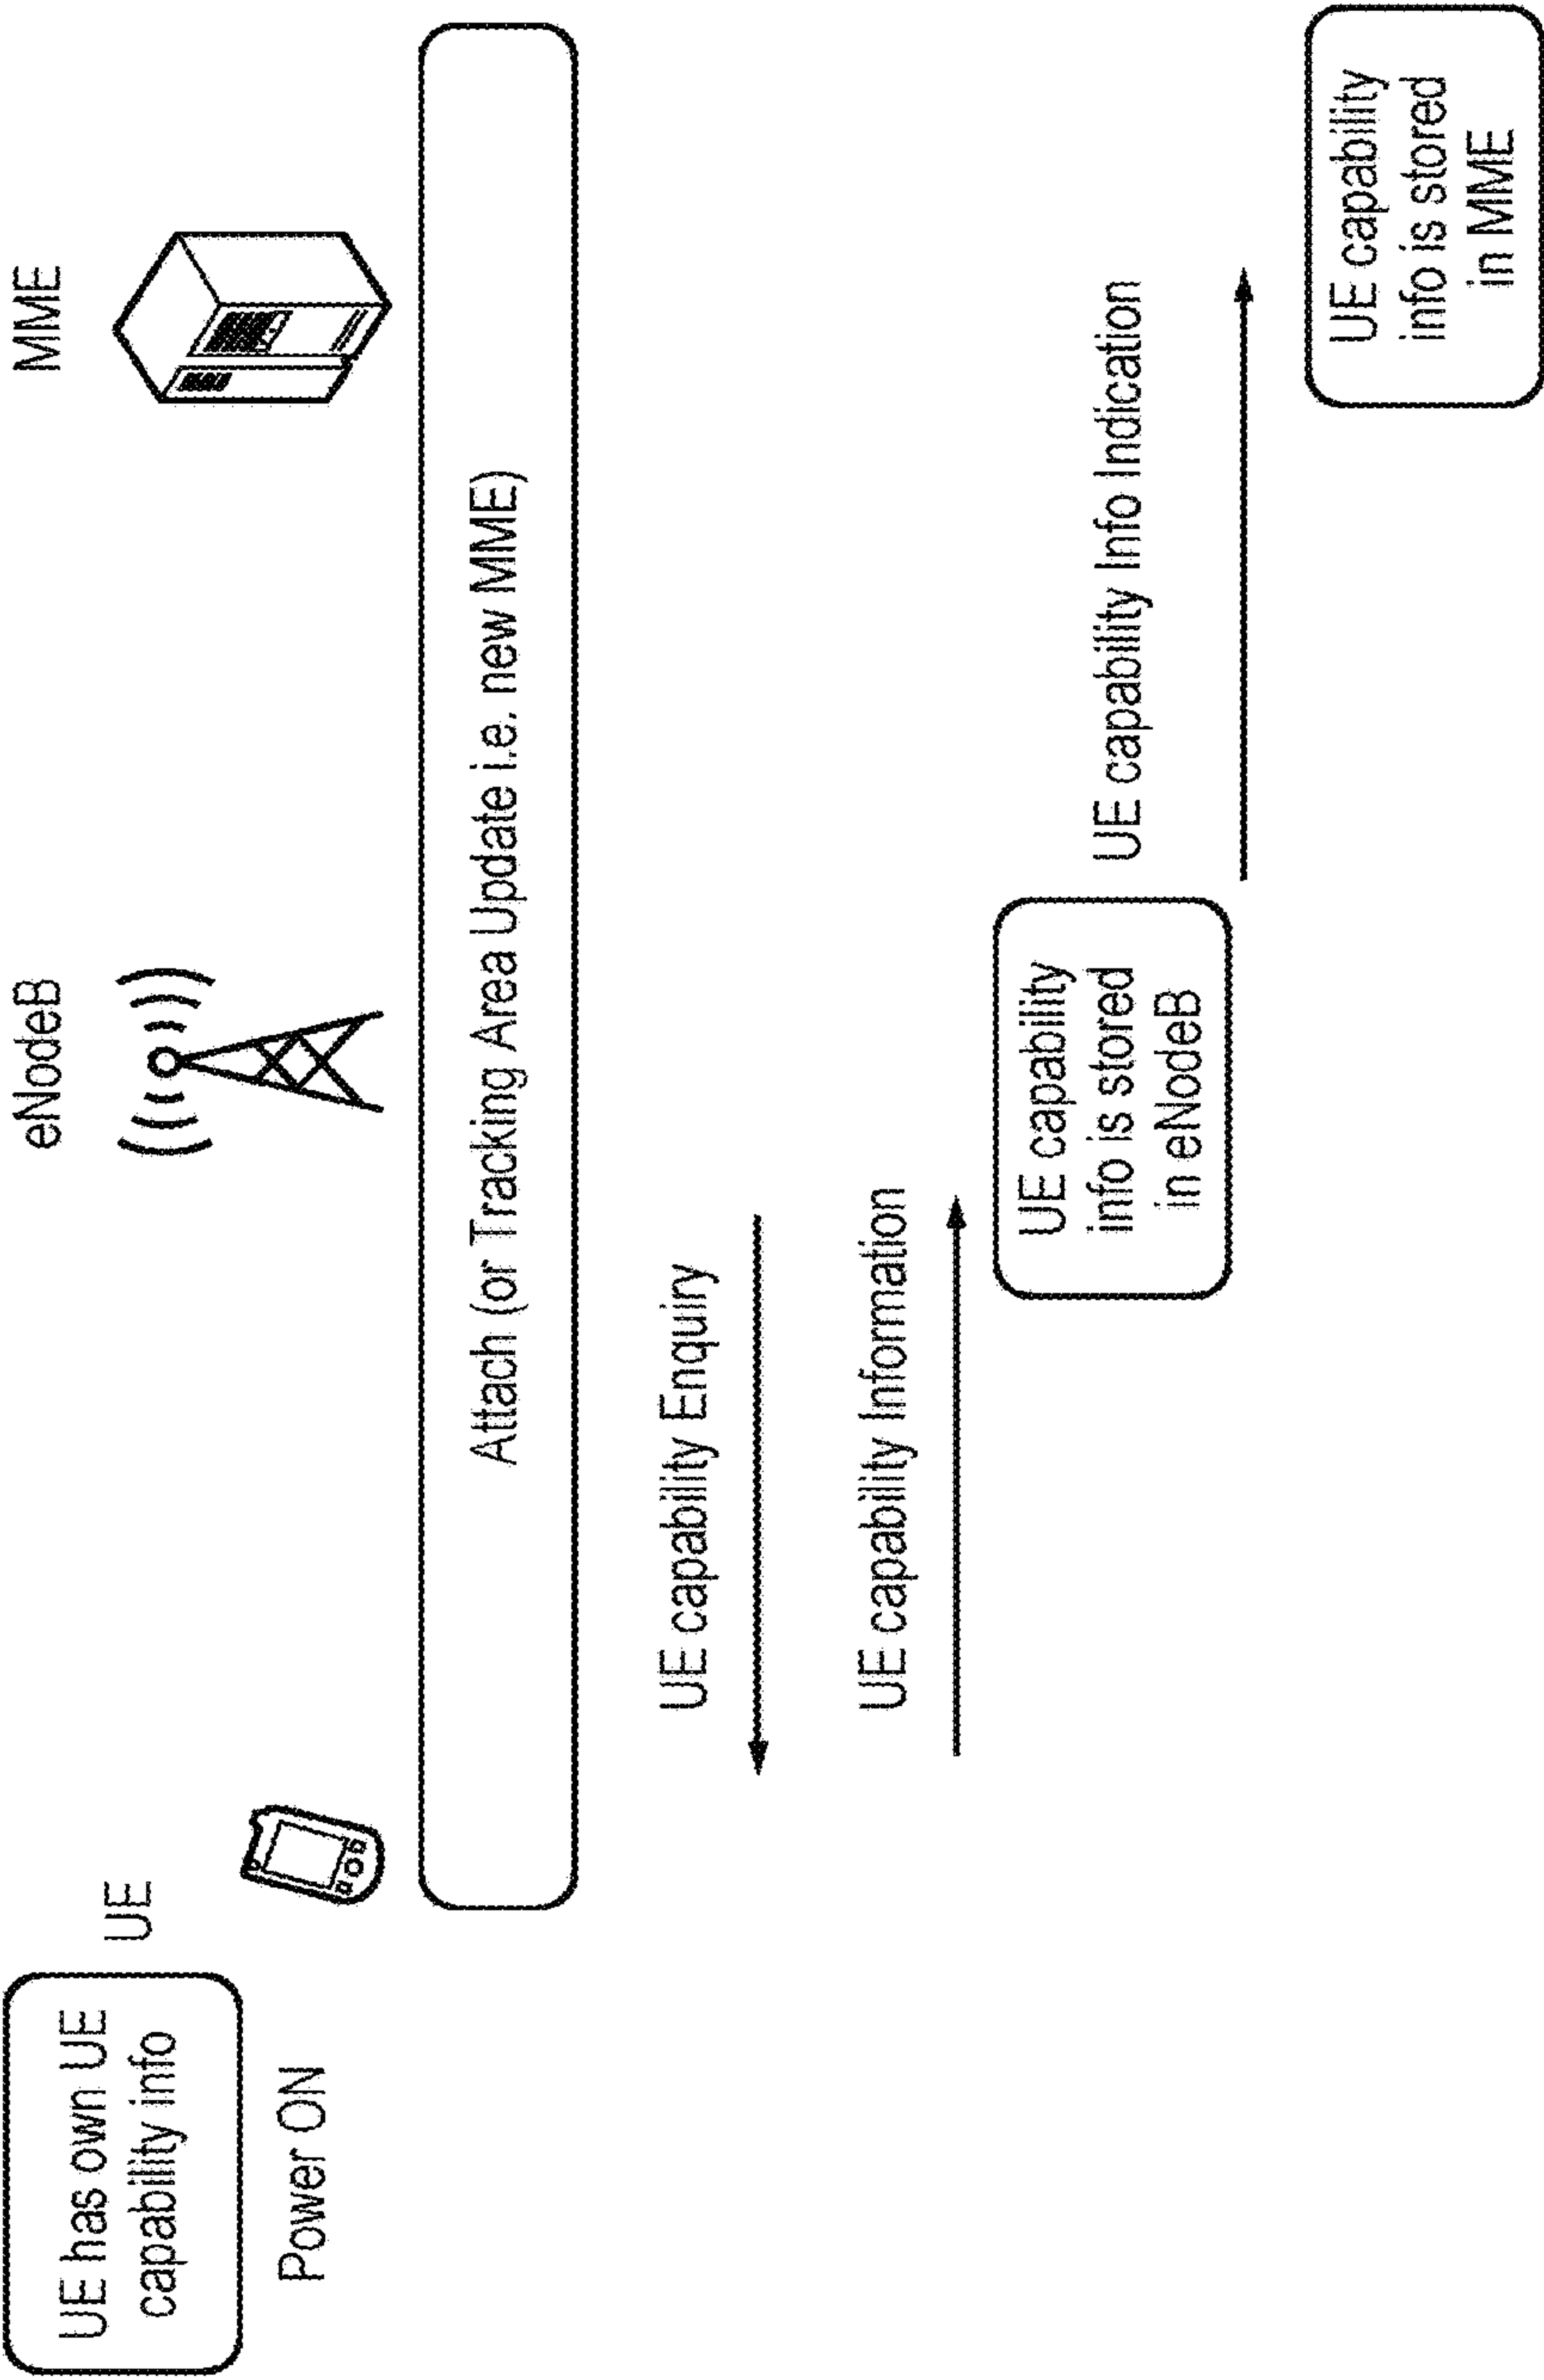 UE has own UE
capability info
Power ON
UE
eNodeB
MME
Attach (or Tracking Area Update i.e. new MME)
UE capability Enquiry
UE capability Information
UE capability
info is stored
in eNodeB
UE capability Info Indication
UE capability
info is stored
in MME